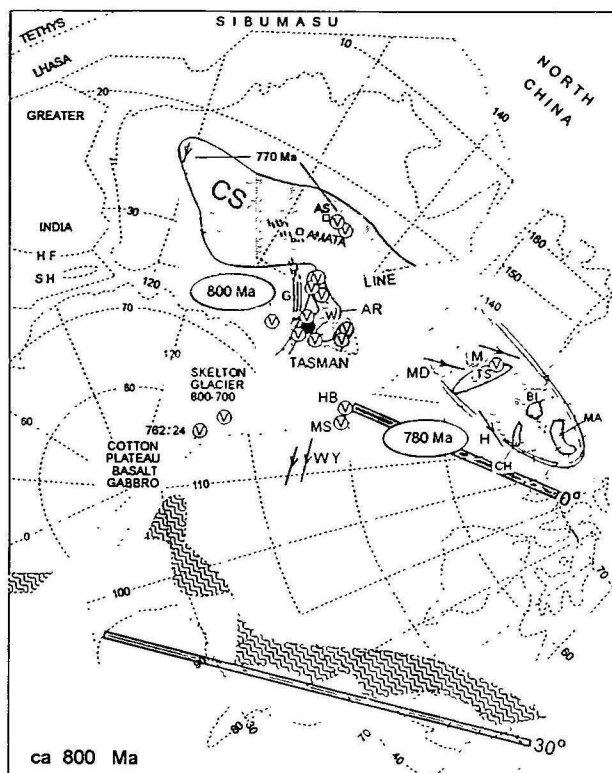 SIBUMASU
TETHYS
LHASA
GREATER
INDIA
HF
SH
NORTH
CHINA
10
140
20
770 Ma
CS
AS
AMATA
30
180
150
LINE
120
800 Ma
G
W
AR
140
70
TASMAN
M
MD
TS
120
SKELTON
GLACIER
800-700
HB
BL
MA
60
762±24
MS
780 Ma
H
CH
60
COTTON
PLATEAU
BASALT
GABBRO
WY
110
0°
0
100
70
60
30°
80
70
40
ca 800 Ma
V
V
V
V
V
V
V
V
V
V
V
V
V
V